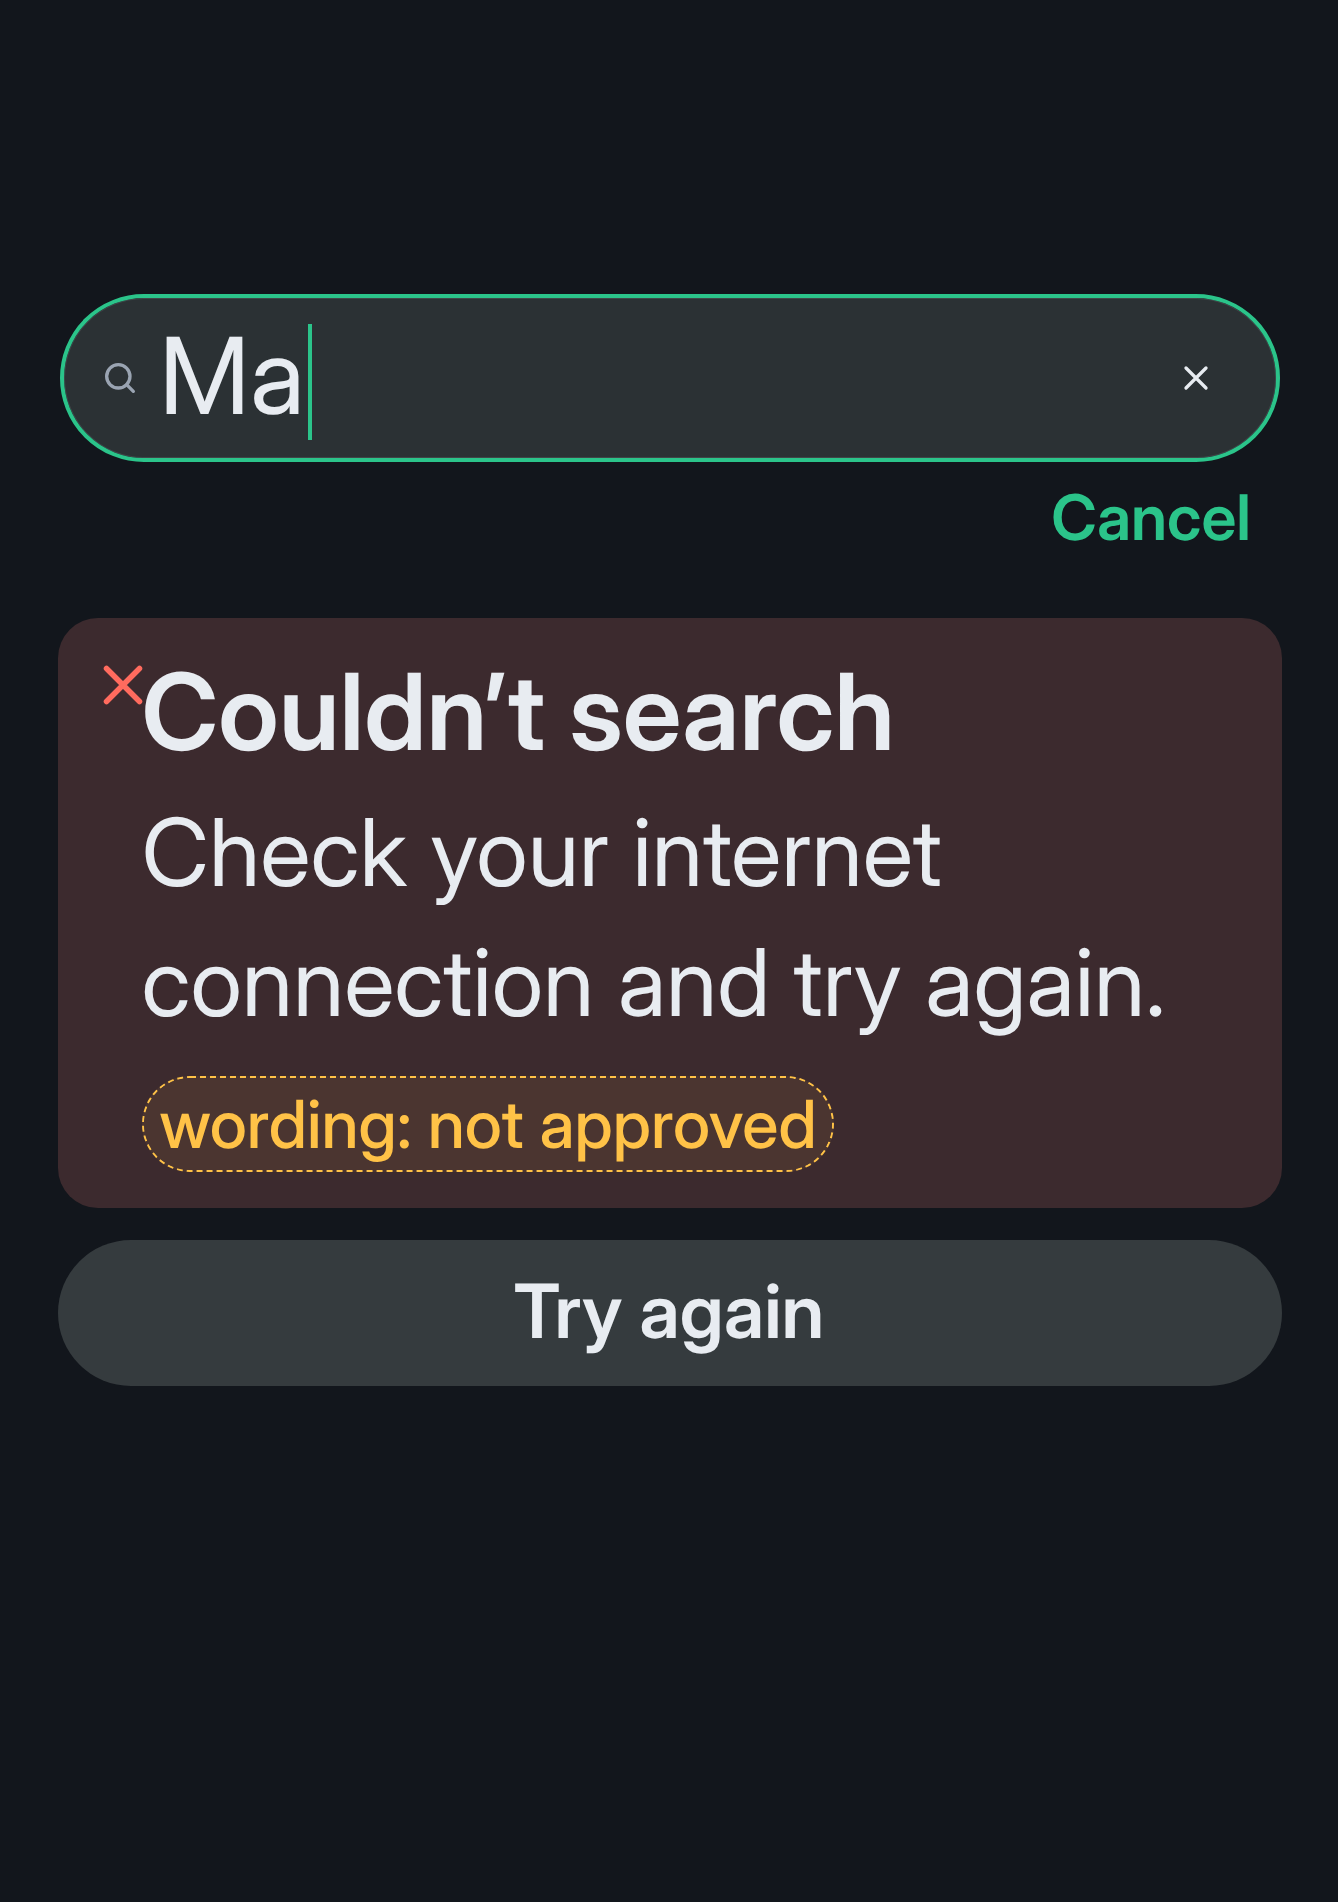 Ma
Cancel
Couldn’t search
Check your internet
connection and try again.
wording: not approved
Try again